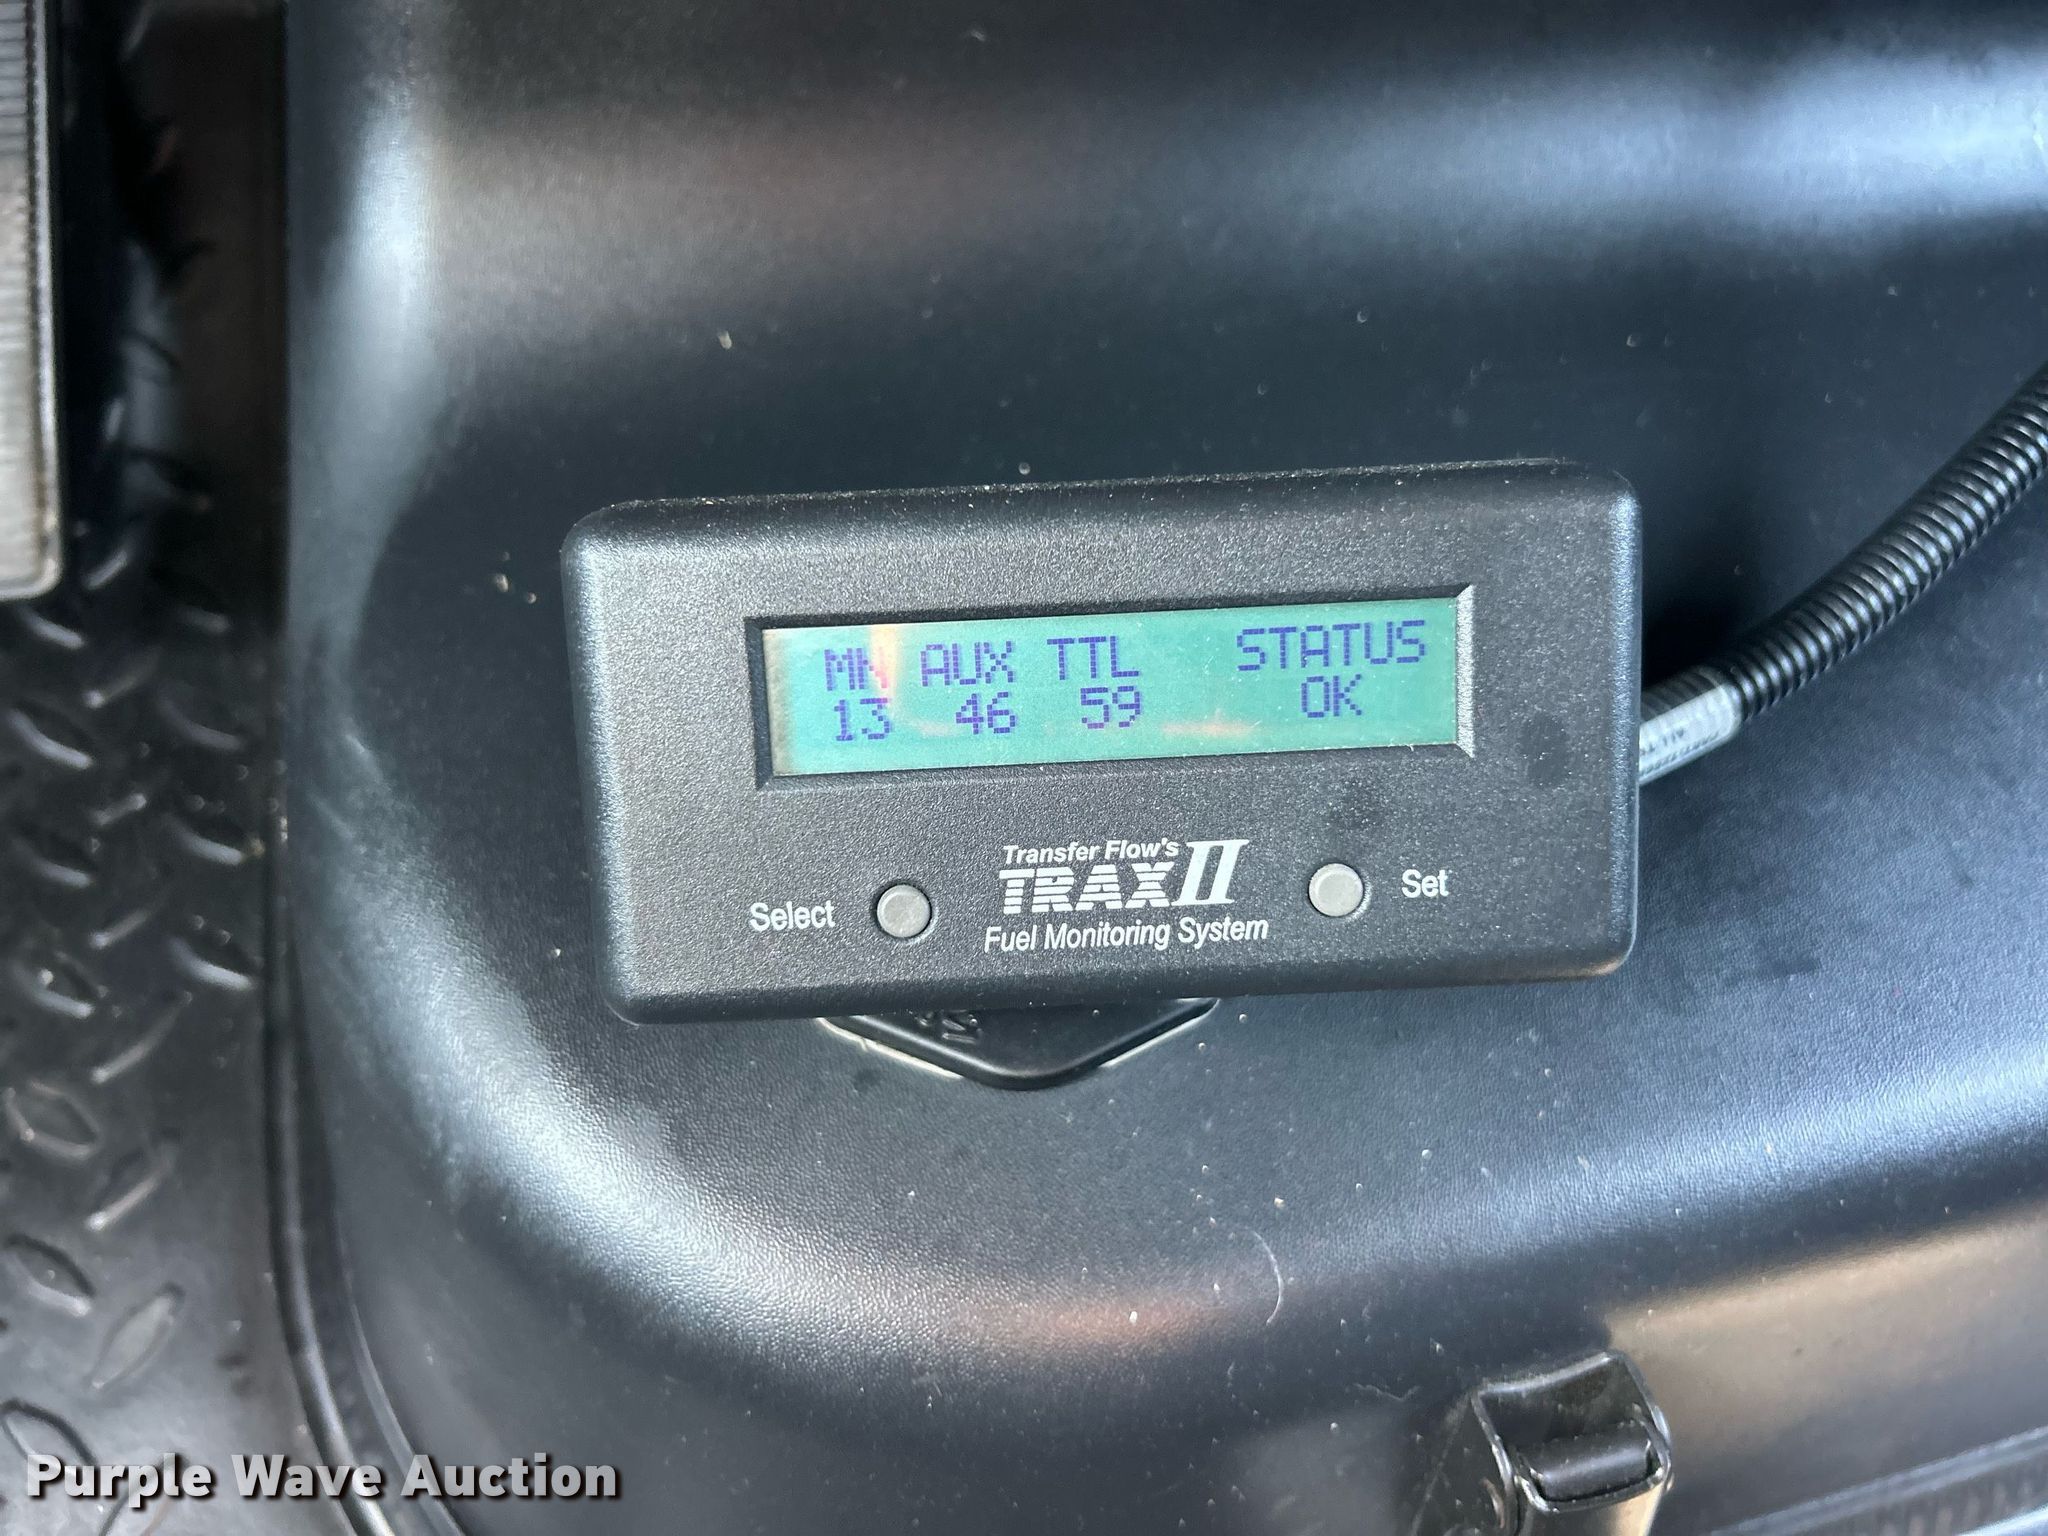 MN AUX TTL STATUS
13 46 59 OK
Transfer Flow's
TRAX II
Select
Set
Fuel Monitoring System
Purple Wave Auction